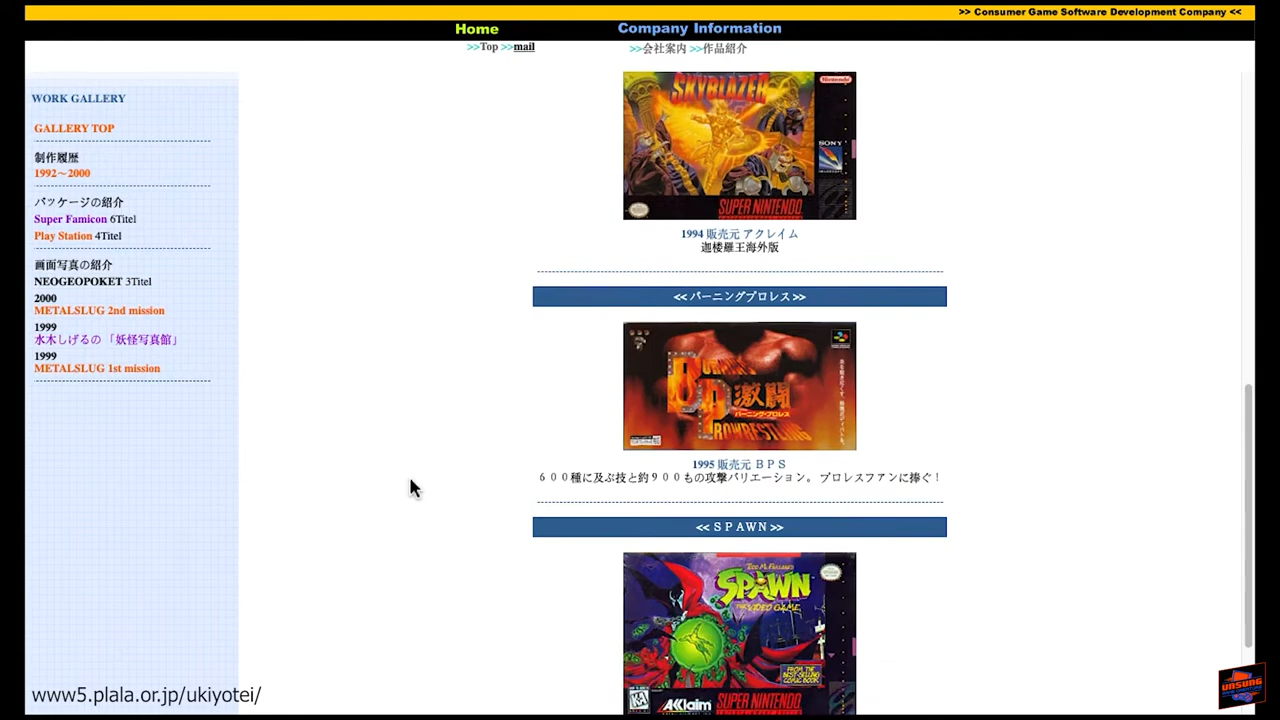 >> Consumer Game Software Development Company <<
Home
Company Information
>>Top >>mail
>>会社案内 >>作品紹介
WORK GALLERY
GALLERY TOP
制作履歴
1992～2000
パッケージの紹介
Super Famicon 6Titel
Play Station 4Titel
画面写真の紹介
NEOGEOPOKET 3Titel
2000
METALSLUG 2nd mission
1999
水木しげるの 「妖怪写真館」
1999
METALSLUG 1st mission
SKYBLAZER
Nintendo
SONY
SUPER NINTENDO
1994 販売元 アクレイム
迦楼羅王海外版
<< バーニングプロレス >>
BURNIN'S
激闘
バーニング・プロレス
PROWRESTLING
1995 販売元 ＢＰＳ
６００種に及ぶ技と約９００もの攻撃バリエーション。 プロレスファンに捧ぐ！
<< ＳＰＡＷＮ >>
TODD McFARLANE'S
SPAWN
THE VIDEO GAME
FROM THE
BEST-SELLING
COMIC BOOK
K-A
AKClaim
SUPER NINTENDO
www5.plala.or.jp/ukiyotei/
UNSUNG